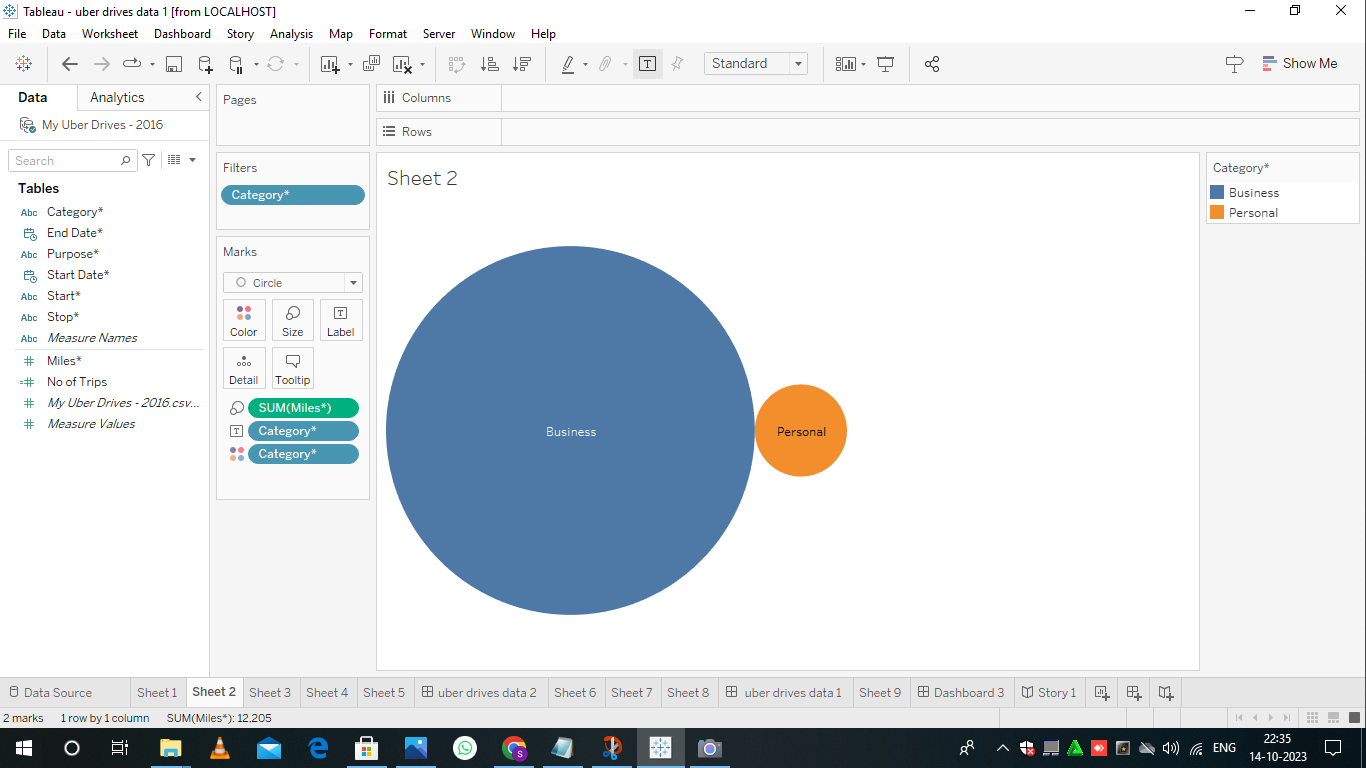 Tableau - uber drives data 1 [from LOCALHOST]
File Data Worksheet Dashboard Story Analysis Map Format Server Window Help
Standard
Show Me
Data Analytics
My Uber Drives - 2016
Search
Tables
Abc Category*
End Date*
Abc Purpose*
Start Date*
Abc Start*
Abc Stop*
Abc Measure Names
Miles*
No of Trips
My Uber Drives - 2016.csv...
Measure Values
Pages
Filters
Category*
Marks
Circle
Color Size Label
Detail Tooltip
SUM(Miles*)
Category*
Category*
Columns
Rows
Sheet 2
Business
Personal
Category*
Business
Personal
Data Source Sheet 1 Sheet 2 Sheet 3 Sheet 4 Sheet 5 uber drives data 2 Sheet 6 Sheet 7 Sheet 8 uber drives data 1 Sheet 9 Dashboard 3 Story 1
2 marks 1 row by 1 column SUM(Miles*): 12,205
ENG
22:35
14-10-2023